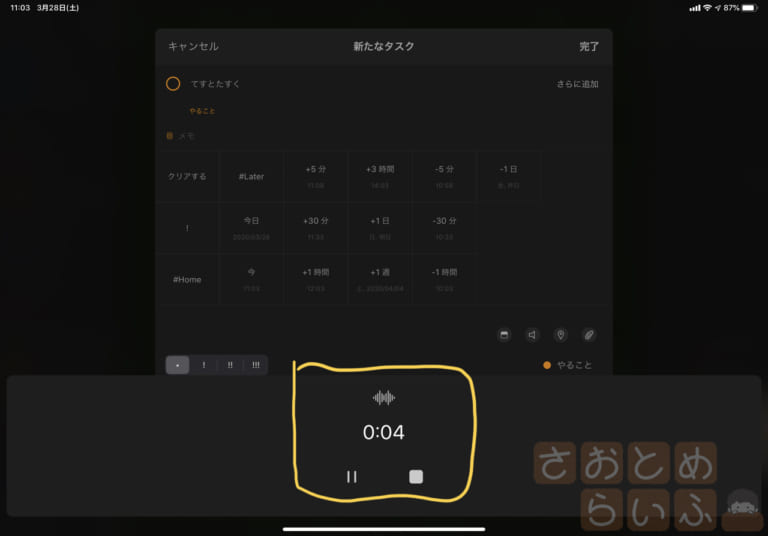 11:03 3月28日(土)
87%
キャンセル 新たなタスク 完了
てすとたすく さらに追加
やること
メモ
クリアする #Later +5 分 +3 時間 -5 分 -1 日
11:08 14:03 10:58 金, 昨日
! 今日 +30 分 +1 日 -30 分
2020/03/28 11:33 日, 明日 10:33
#Home 今 +1 時間 +1 週 -1 時間
11:03 12:03 土, 2020/04/04 10:03
! !! !!! やること
0:04
さおとめ
らいふ